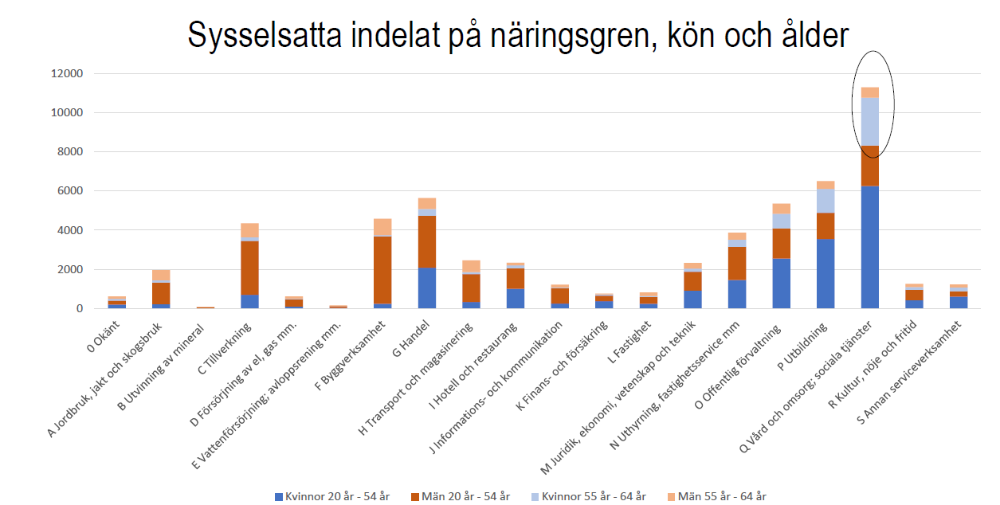 Sysselsatta indelat på näringsgren, kön och ålder
12000
10000
8000
6000
4000
2000
0
0 Okänt
A Jordbruk, jakt och skogsbruk
B Utvinning av mineral
C Tillverkning
D Försörjning av el, gas mm.
E Vattenförsörjning; avloppsrening mm.
F Byggverksamhet
G Handel
H Transport och magasinering
I Hotell och restaurang
J Informations- och kommunikation
K Finans- och försäkring
L Fastighet
M Juridik, ekonomi, vetenskap och teknik
N Uthyrning, fastighetsservice mm
O Offentlig förvaltning
P Utbildning
Q Vård och omsorg; sociala tjänster
R Kultur, nöje och fritid
S Annan serviceverksamhet
Kvinnor 20 år - 54 år Män 20 år - 54 år Kvinnor 55 år - 64 år Män 55 år - 64 år